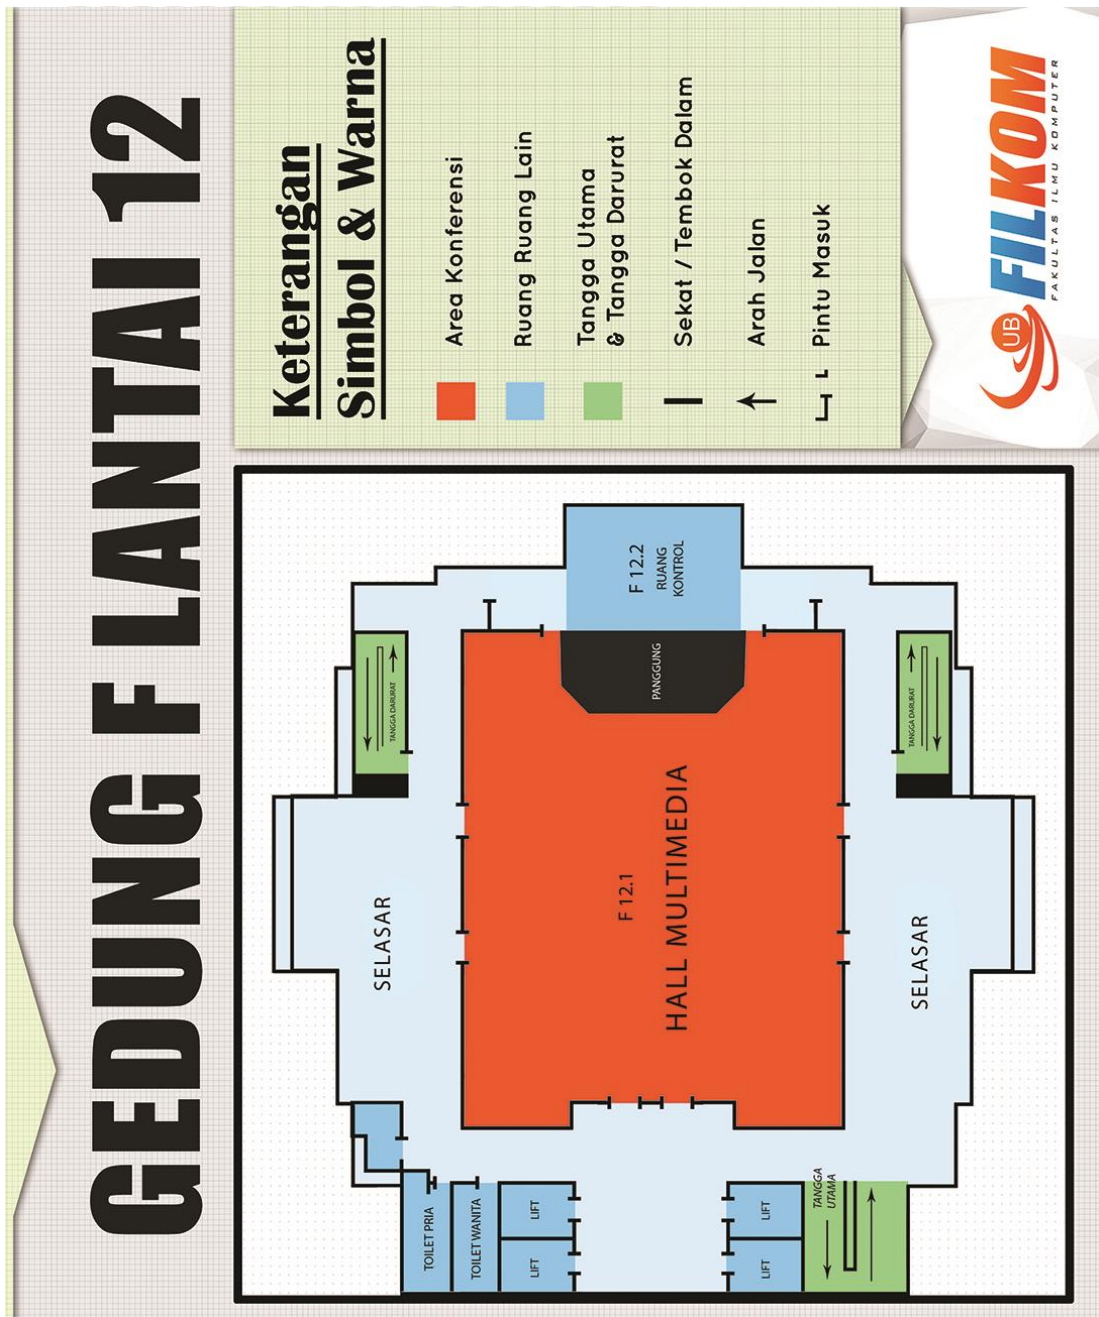 GEDUNG F LANTAI 12
Keterangan
Simbol & Warna
Area Konferensi
Ruang Ruang Lain
Tangga Utama
& Tangga Darurat
Sekat / Tembok Dalam
Arah Jalan
Pintu Masuk
UB
FILKOM
FAKULTAS ILMU KOMPUTER
TANGGA DARURAT
SELASAR
TOILET PRIA
TOILET WANITA
LIFT
LIFT
F 12.1
HALL MULTIMEDIA
PANGGUNG
F 12.2
RUANG
KONTROL
LIFT
LIFT
TANGGA
UTAMA
SELASAR
TANGGA DARURAT